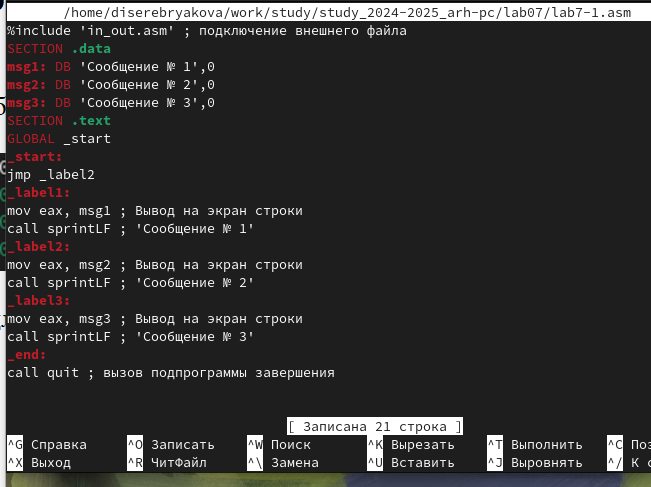 /home/diserebryakova/work/study/study_2024-2025_arh-pc/lab07/lab7-1.asm
%include 'in_out.asm' ; подключение внешнего файла
SECTION .data
msg1: DB 'Сообщение № 1',0
msg2: DB 'Сообщение № 2',0
msg3: DB 'Сообщение № 3',0
SECTION .text
GLOBAL _start
_start:
jmp _label2
_label1:
mov eax, msg1 ; Вывод на экран строки
call sprintLF ; 'Сообщение № 1'
_label2:
mov eax, msg2 ; Вывод на экран строки
call sprintLF ; 'Сообщение № 2'
_label3:
mov eax, msg3 ; Вывод на экран строки
call sprintLF ; 'Сообщение № 3'
_end:
call quit ; вызов подпрограммы завершения
[ Записана 21 строка ]
^G Справка ^O Записать ^W Поиск ^K Вырезать ^T Выполнить ^C Поз
^X Выход ^R ЧитФайл ^\ Замена ^U Вставить ^J Выровнять ^/ К